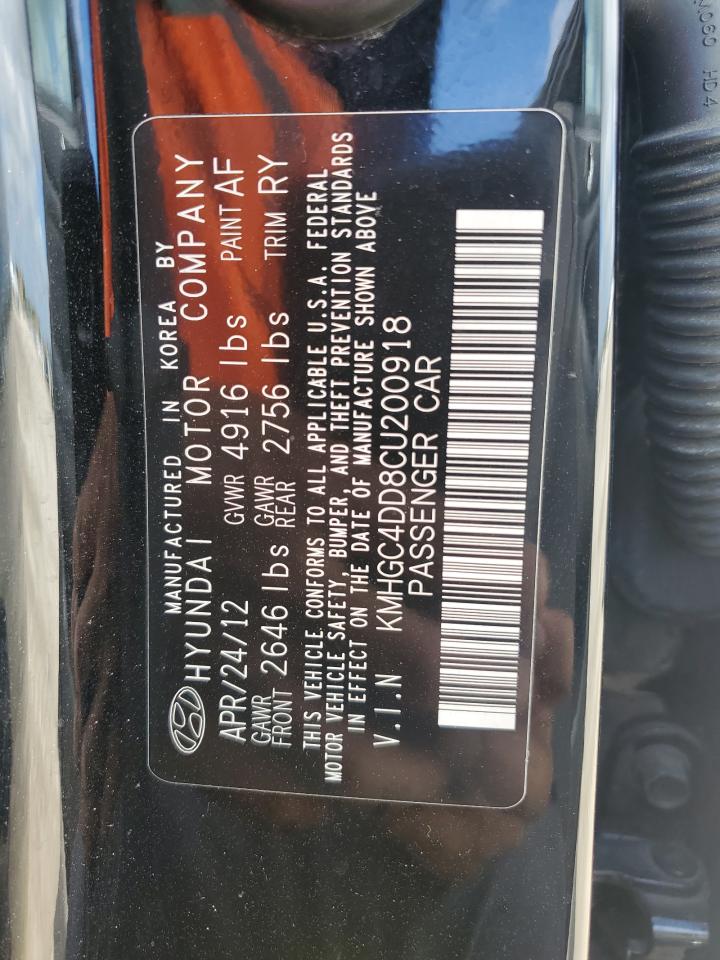 MANUFACTURED IN KOREA BY
HYUNDAI MOTOR COMPANY
APR/24/12 GVWR 4916 lbs PAINT AF
GAWR FRONT 2646 lbs GAWR REAR 2756 lbs TRIM RY
THIS VEHICLE CONFORMS TO ALL APPLICABLE U.S.A. FEDERAL
MOTOR VEHICLE SAFETY, BUMPER, AND THEFT PREVENTION STANDARDS
IN EFFECT ON THE DATE OF MANUFACTURE SHOWN ABOVE
V.I.N KMHGC4DD8CU200918
PASSENGER CAR
HD4